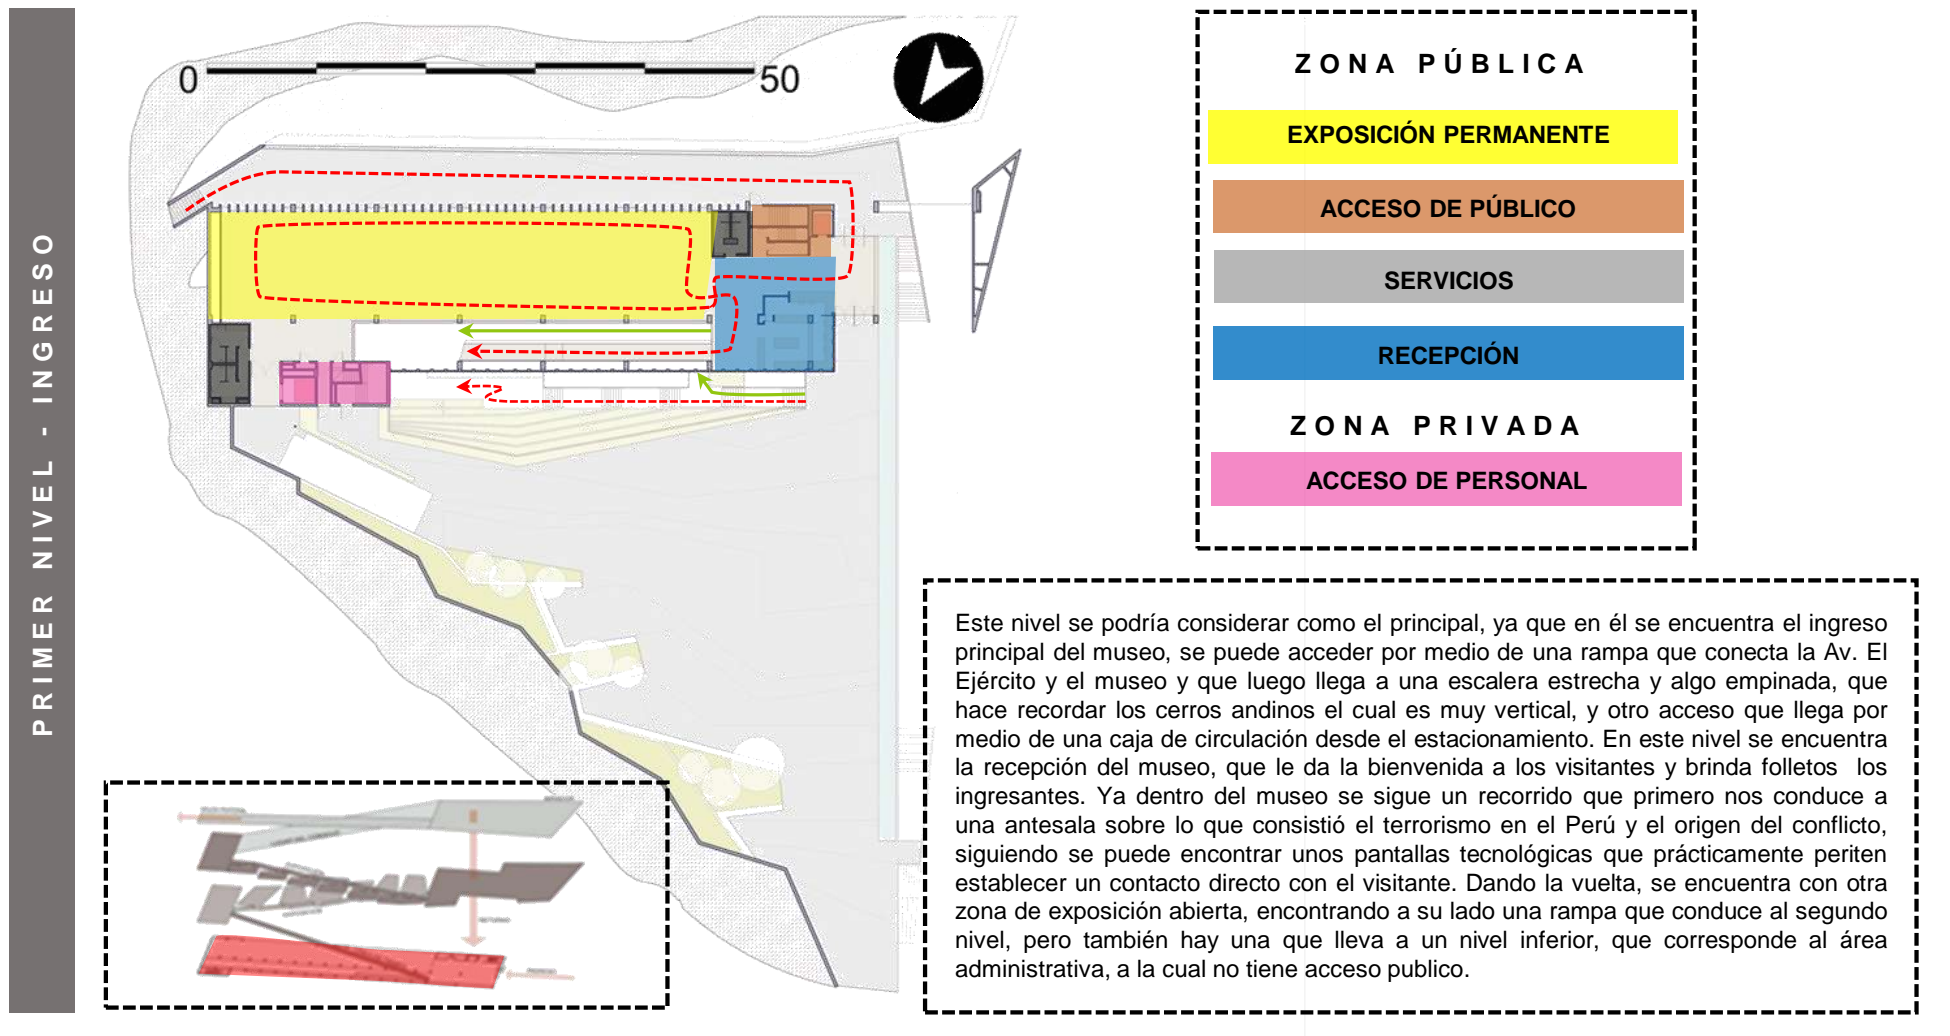 PRIMER NIVEL - INGRESO
0
50
ZONA PÚBLICA
EXPOSICIÓN PERMANENTE
ACCESO DE PÚBLICO
SERVICIOS
RECEPCIÓN
ZONA PRIVADA
ACCESO DE PERSONAL
Este nivel se podría considerar como el principal, ya que en él se encuentra el ingreso
principal del museo, se puede acceder por medio de una rampa que conecta la Av. El
Ejército y el museo y que luego llega a una escalera estrecha y algo empinada, que
hace recordar los cerros andinos el cual es muy vertical, y otro acceso que llega por
medio de una caja de circulación desde el estacionamiento. En este nivel se encuentra
la recepción del museo, que le da la bienvenida a los visitantes y brinda folletos los
ingresantes. Ya dentro del museo se sigue un recorrido que primero nos conduce a
una antesala sobre lo que consistió el terrorismo en el Perú y el origen del conflicto,
siguiendo se puede encontrar unos pantallas tecnológicas que prácticamente periten
establecer un contacto directo con el visitante. Dando la vuelta, se encuentra con otra
zona de exposición abierta, encontrando a su lado una rampa que conduce al segundo
nivel, pero también hay una que lleva a un nivel inferior, que corresponde al área
administrativa, a la cual no tiene acceso publico.